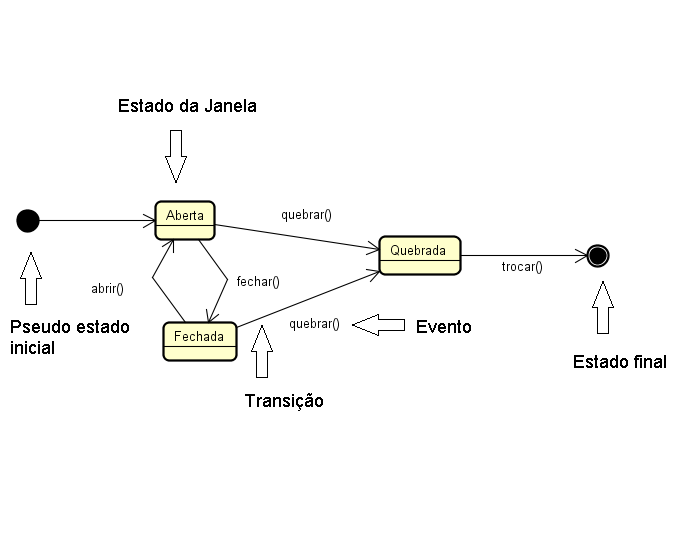 Estado da Janela
Aberta
quebrar()
Quebrada
trocar()
abrir()
fechar()
Pseudo estado
inicial
Fechada
quebrar()
Evento
Estado final
Transição